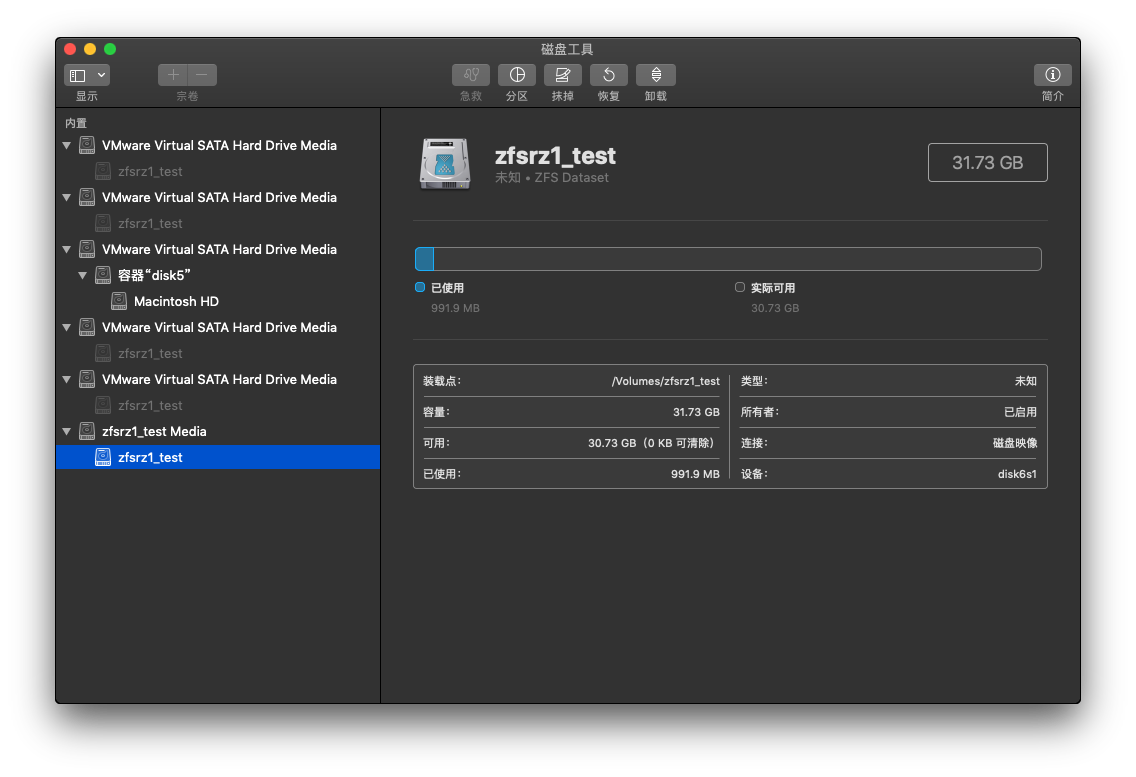 磁盘工具
显示
宗卷
急救
分区
抹掉
恢复
卸载
简介
内置
VMware Virtual SATA Hard Drive Media
zfsrz1_test
VMware Virtual SATA Hard Drive Media
zfsrz1_test
VMware Virtual SATA Hard Drive Media
容器“disk5”
Macintosh HD
VMware Virtual SATA Hard Drive Media
zfsrz1_test
VMware Virtual SATA Hard Drive Media
zfsrz1_test
zfsrz1_test Media
zfsrz1_test
zfsrz1_test
未知 • ZFS Dataset
31.73 GB
已使用
991.9 MB
实际可用
30.73 GB
装载点: /Volumes/zfsrz1_test
容量: 31.73 GB
可用: 30.73 GB（0 KB 可清除）
已使用: 991.9 MB
类型: 未知
所有者: 已启用
连接: 磁盘映像
设备: disk6s1